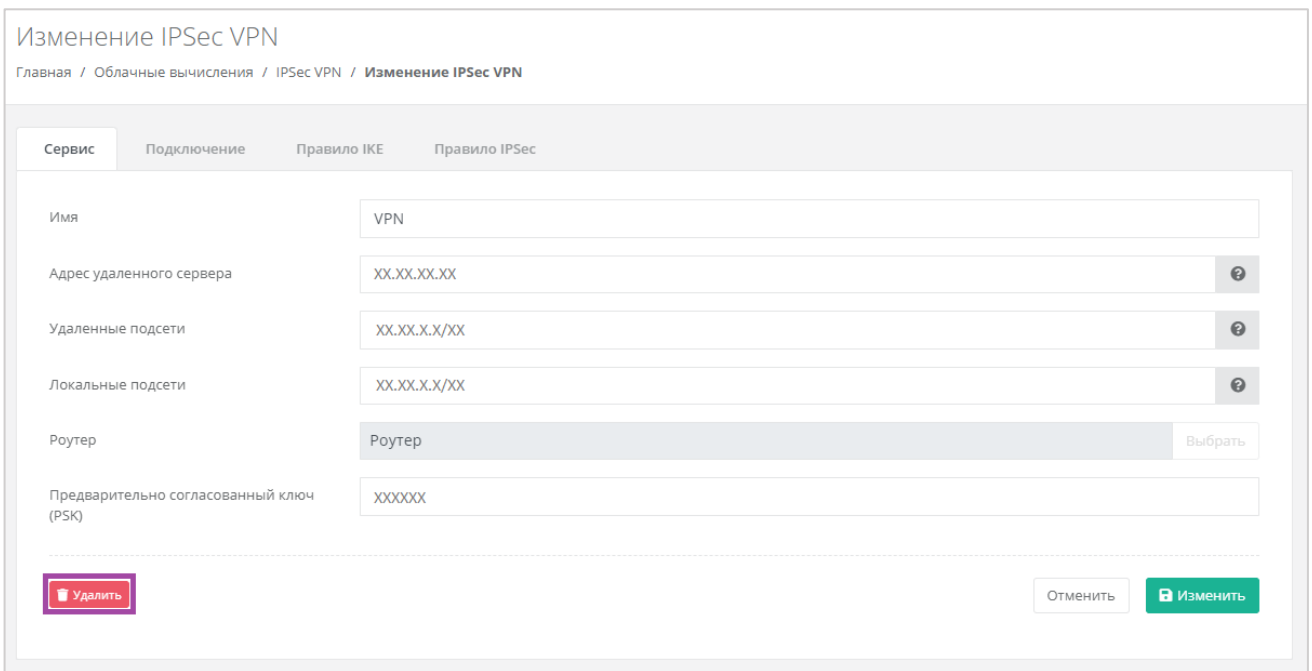 Изменение IPSec VPN
Главная / Облачные вычисления / IPSec VPN / Изменение IPSec VPN
Сервис Подключение Правило IKE Правило IPSec
Имя VPN
Адрес удаленного сервера XX.XX.XX.XX
Удаленные подсети XX.XX.X.X/XX
Локальные подсети XX.XX.X.X/XX
Роутер Роутер Выбрать
Предварительно согласованный ключ
(PSK) XXXXXX
Удалить Отменить Изменить